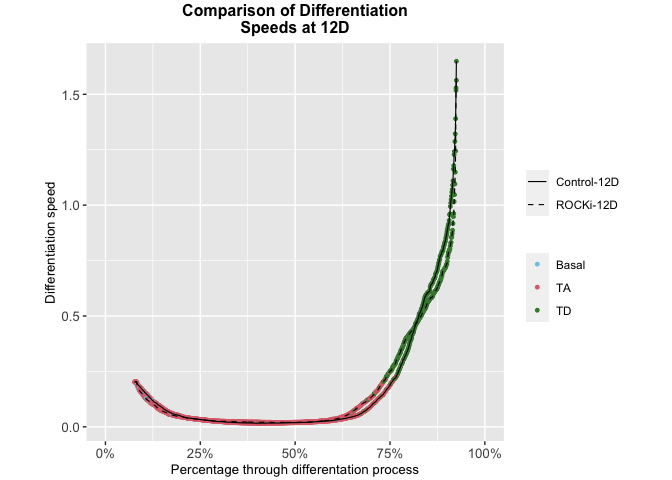 Comparison of Differentiation
Speeds at 12D
Differentiation speed
1.5
1.0
0.5
0.0
0%
25%
50%
75%
100%
Percentage through differentation process
Control-12D
ROCKi-12D
Basal
TA
TD